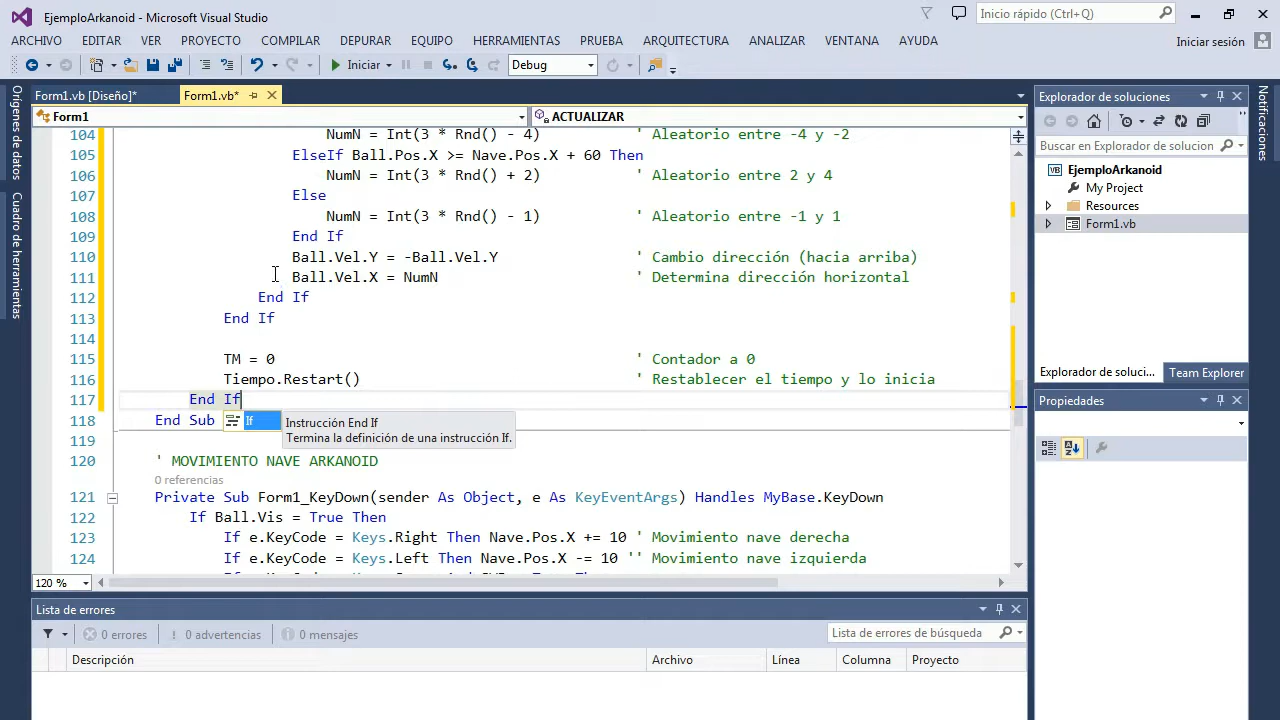 EjemploArkanoid - Microsoft Visual Studio
Inicio rápido (Ctrl+Q)
ARCHIVO EDITAR VER PROYECTO COMPILAR DEPURAR EQUIPO HERRAMIENTAS PRUEBA ARQUITECTURA ANALIZAR VENTANA AYUDA
Iniciar sesión
Iniciar Debug
Orígenes de datos
Cuadro de herramientas
Form1.vb [Diseño]* Form1.vb*
Form1 ACTUALIZAR
104 NumN = Int(3 * Rnd() - 4) ' Aleatorio entre -4 y -2
105 ElseIf Ball.Pos.X >= Nave.Pos.X + 60 Then
106 NumN = Int(3 * Rnd() + 2) ' Aleatorio entre 2 y 4
107 Else
108 NumN = Int(3 * Rnd() - 1) ' Aleatorio entre -1 y 1
109 End If
110 Ball.Vel.Y = -Ball.Vel.Y ' Cambio dirección (hacia arriba)
111 Ball.Vel.X = NumN ' Determina dirección horizontal
112 End If
113 End If
114
115 TM = 0 ' Contador a 0
116 Tiempo.Restart() ' Restablecer el tiempo y lo inicia
117 End If
118 End Sub
If
Instrucción End If
Termina la definición de una instrucción If.
119
120 ' MOVIMIENTO NAVE ARKANOID
0 referencias
121 Private Sub Form1_KeyDown(sender As Object, e As KeyEventArgs) Handles MyBase.KeyDown
122 If Ball.Vis = True Then
123 If e.KeyCode = Keys.Right Then Nave.Pos.X += 10 ' Movimiento nave derecha
124 If e.KeyCode = Keys.Left Then Nave.Pos.X -= 10 '' Movimiento nave izquierda
120 %
Lista de errores
0 errores 0 advertencias 0 mensajes
Lista de errores de búsqueda
Descripción Archivo Línea Columna Proyecto
Explorador de soluciones
Buscar en Explorador de solucion
EjemploArkanoid
My Project
Resources
Form1.vb
Explorador de soluci... Team Explorer
Propiedades
Notificaciones